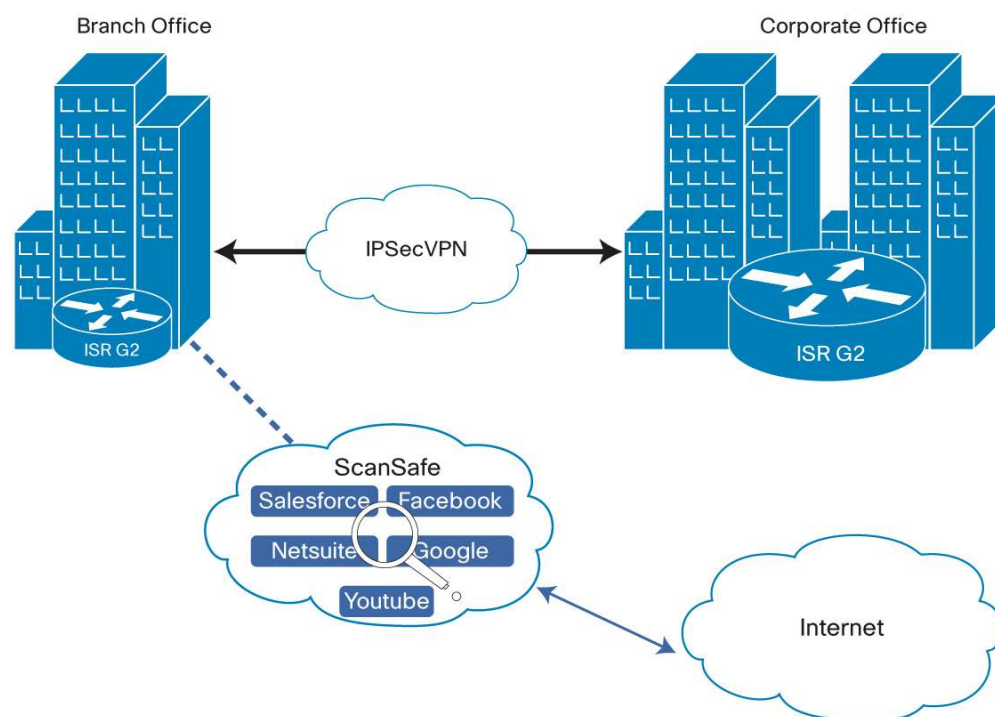 Branch Office
Corporate Office
IPSecVPN
ISR G2
ISR G2
ScanSafe
Salesforce
Facebook
Netsuite
Google
Youtube
Internet